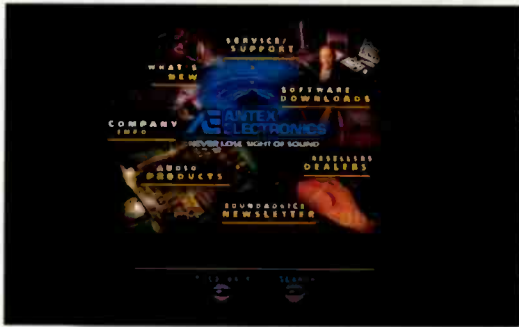 SERVICE/
SUPPORT
WHAT'S
NEW
SOFTWARE
DOWNLOADS
COMPANY
INFO
ANTEX
ELECTRONICS
NEVER LOSE SIGHT OF SOUND
RESELLERS
DEALERS
AUDIO
PRODUCTS
SOUNDADVICE
NEWSLETTER
SEARCH